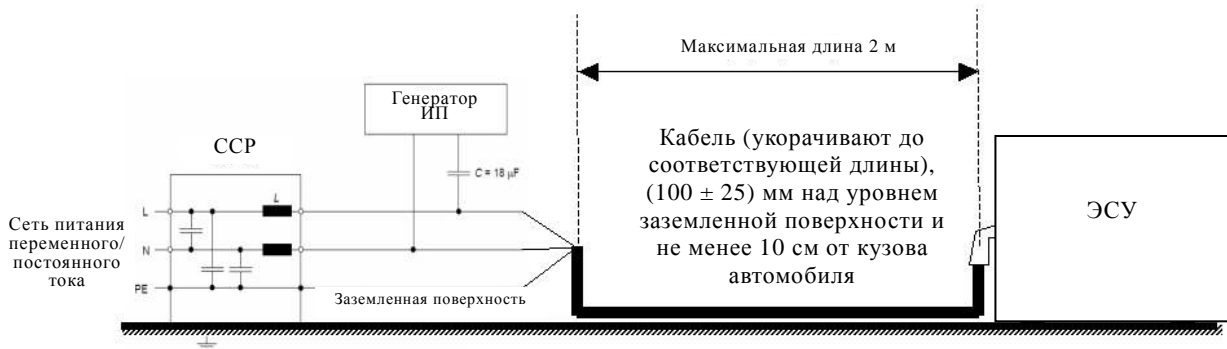 Максимальная длина 2 м
Генератор
ИП
ССР
C = 18 µF
Кабель (укорачивают до
соответствующей длины),
(100 ± 25) мм над уровнем
заземленной поверхности и
не менее 10 см от кузова
автомобиля
ЭСУ
L
L
Сеть питания
переменного/
постоянного
тока
N
PE
Заземленная поверхность